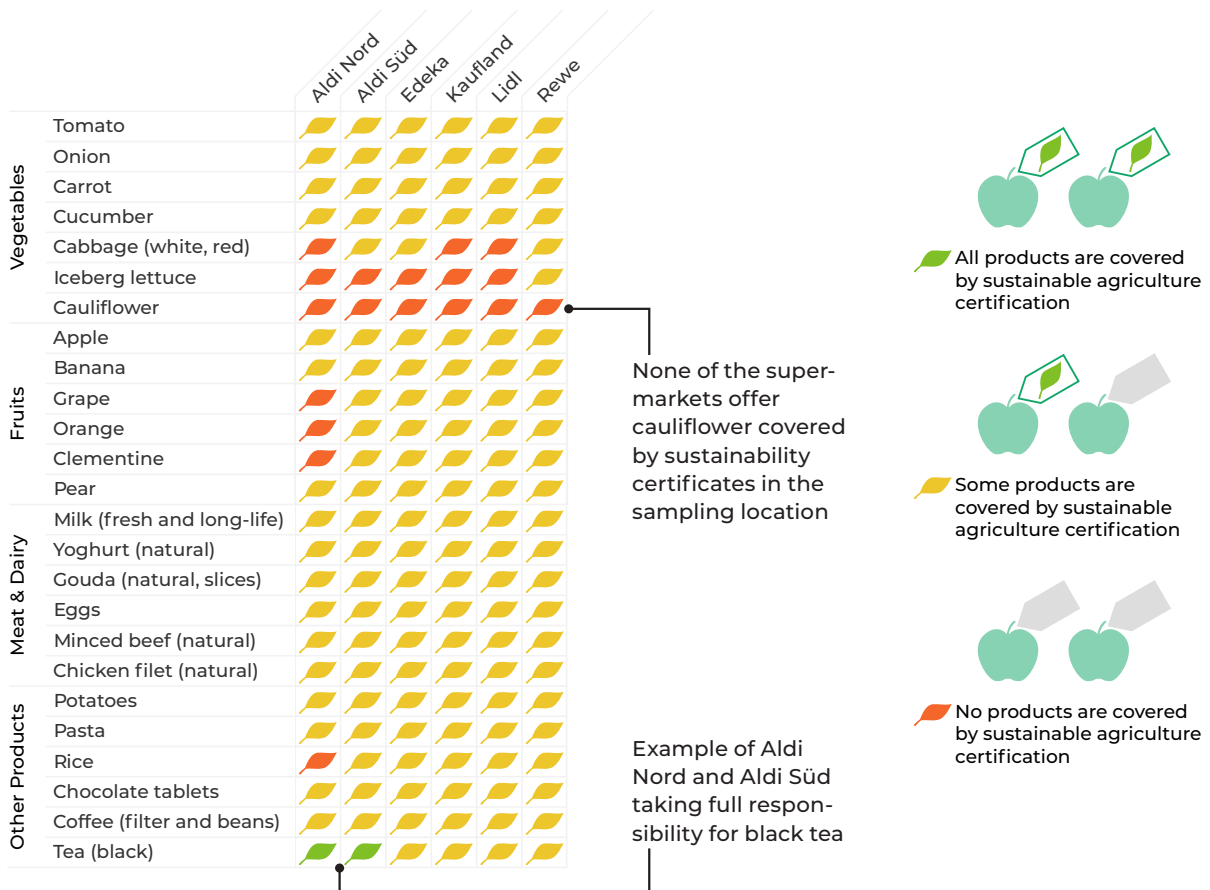 Aldi Nord
Aldi Süd
Edeka
Kaufland
Lidl
Rewe
Vegetables
Tomato
Onion
Carrot
Cucumber
Cabbage (white, red)
Iceberg lettuce
Cauliflower
Fruits
Apple
Banana
Grape
Orange
Clementine
Pear
Meat & Dairy
Milk (fresh and long-life)
Yoghurt (natural)
Gouda (natural, slices)
Eggs
Minced beef (natural)
Chicken filet (natural)
Other Products
Potatoes
Pasta
Rice
Chocolate tablets
Coffee (filter and beans)
Tea (black)
None of the super-
markets offer
cauliflower covered
by sustainability
certificates in the
sampling location
Example of Aldi
Nord and Aldi Süd
taking full respon-
sibility for black tea
All products are covered
by sustainable agriculture
certification
Some products are
covered by sustainable
agriculture certification
No products are covered
by sustainable agriculture
certification